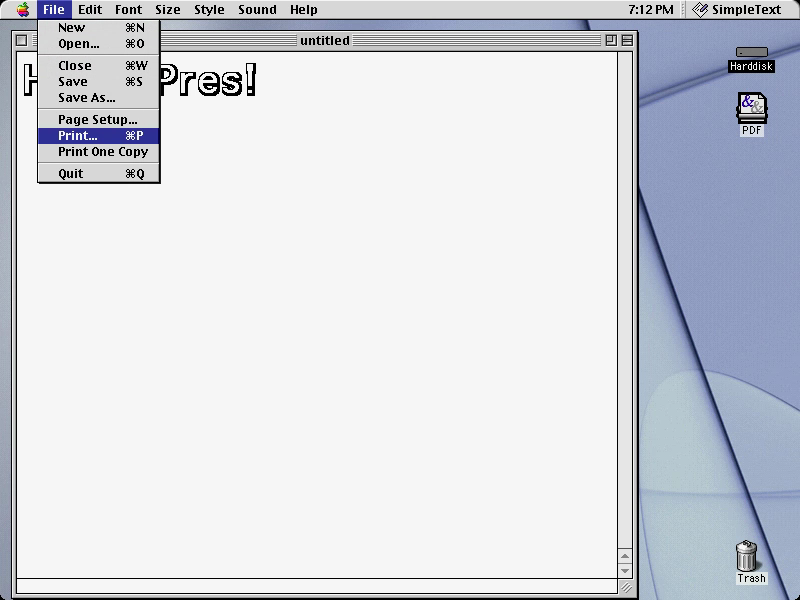 File Edit Font Size Style Sound Help 7:12 PM SimpleText
untitled
New ⌘N
Open... ⌘O
Close ⌘W
Save ⌘S
Save As...
Page Setup...
Print... ⌘P
Print One Copy
Quit ⌘Q
Pres!
Harddisk
PDF
Trash